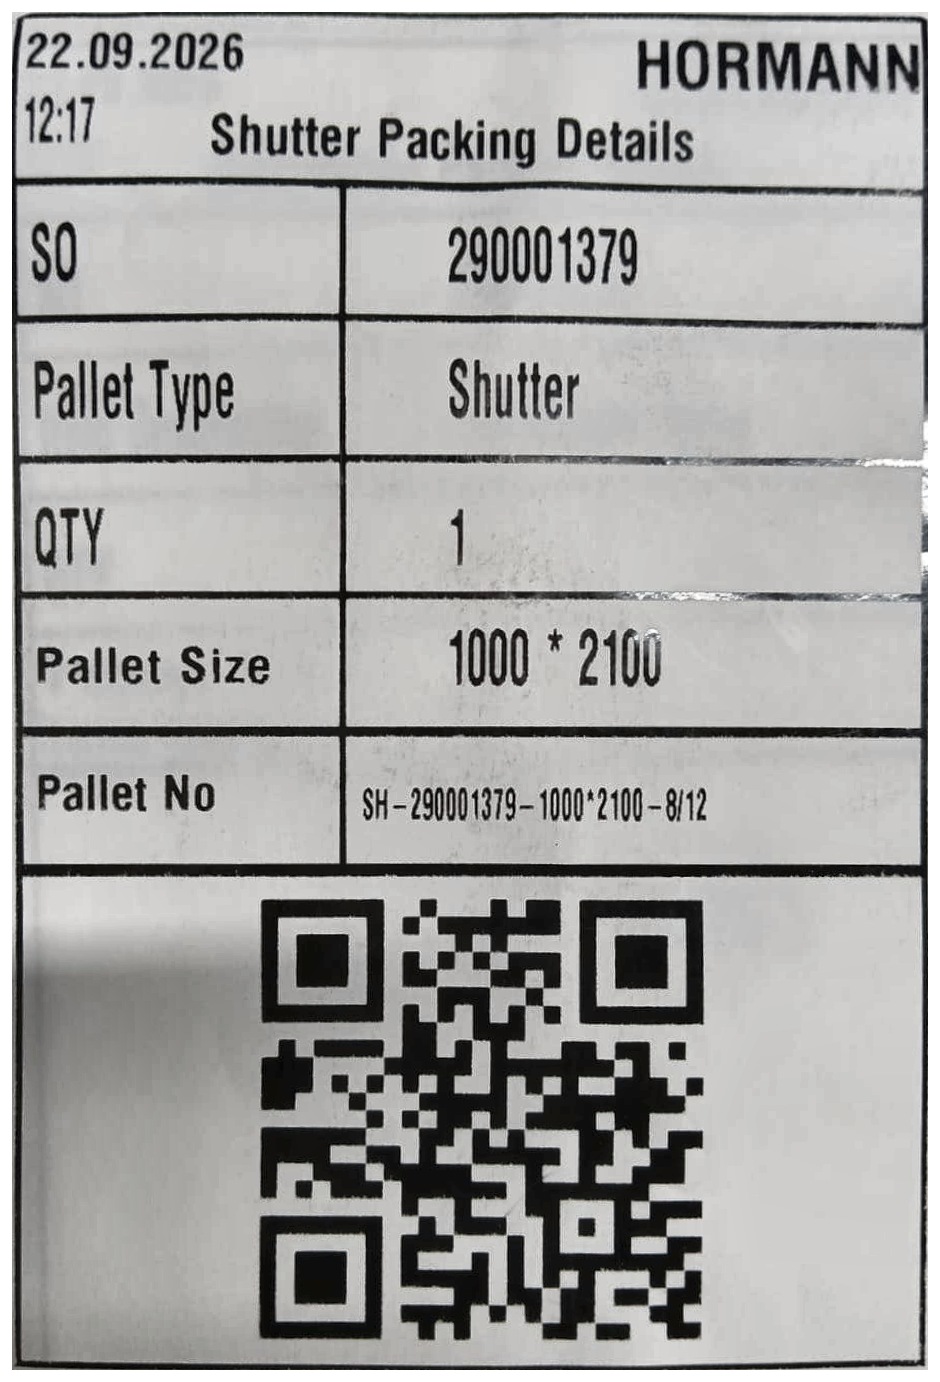 22.09.2026
HORMANN
12:17
Shutter Packing Details
SO 290001379
Pallet Type Shutter
QTY 1
Pallet Size 1000 * 2100
Pallet No SH-290001379-1000*2100-8/12